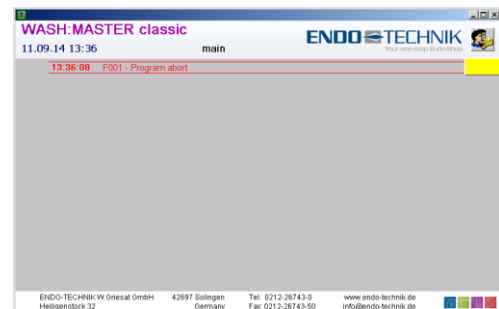 WASH:MASTER classic
11.09.14 13:36 main
ENDO TECHNIK
Your one-stop Endo-Shop
13:36.08 F001 - Program abort
ENDO-TECHNIK W.Griesat GmbH 42697 Solingen Tel: 0212-26743-0 www.endo-technik.de
Heiligenstock 32 Germany Fax: 0212-26743-50 info@endo-technik.de